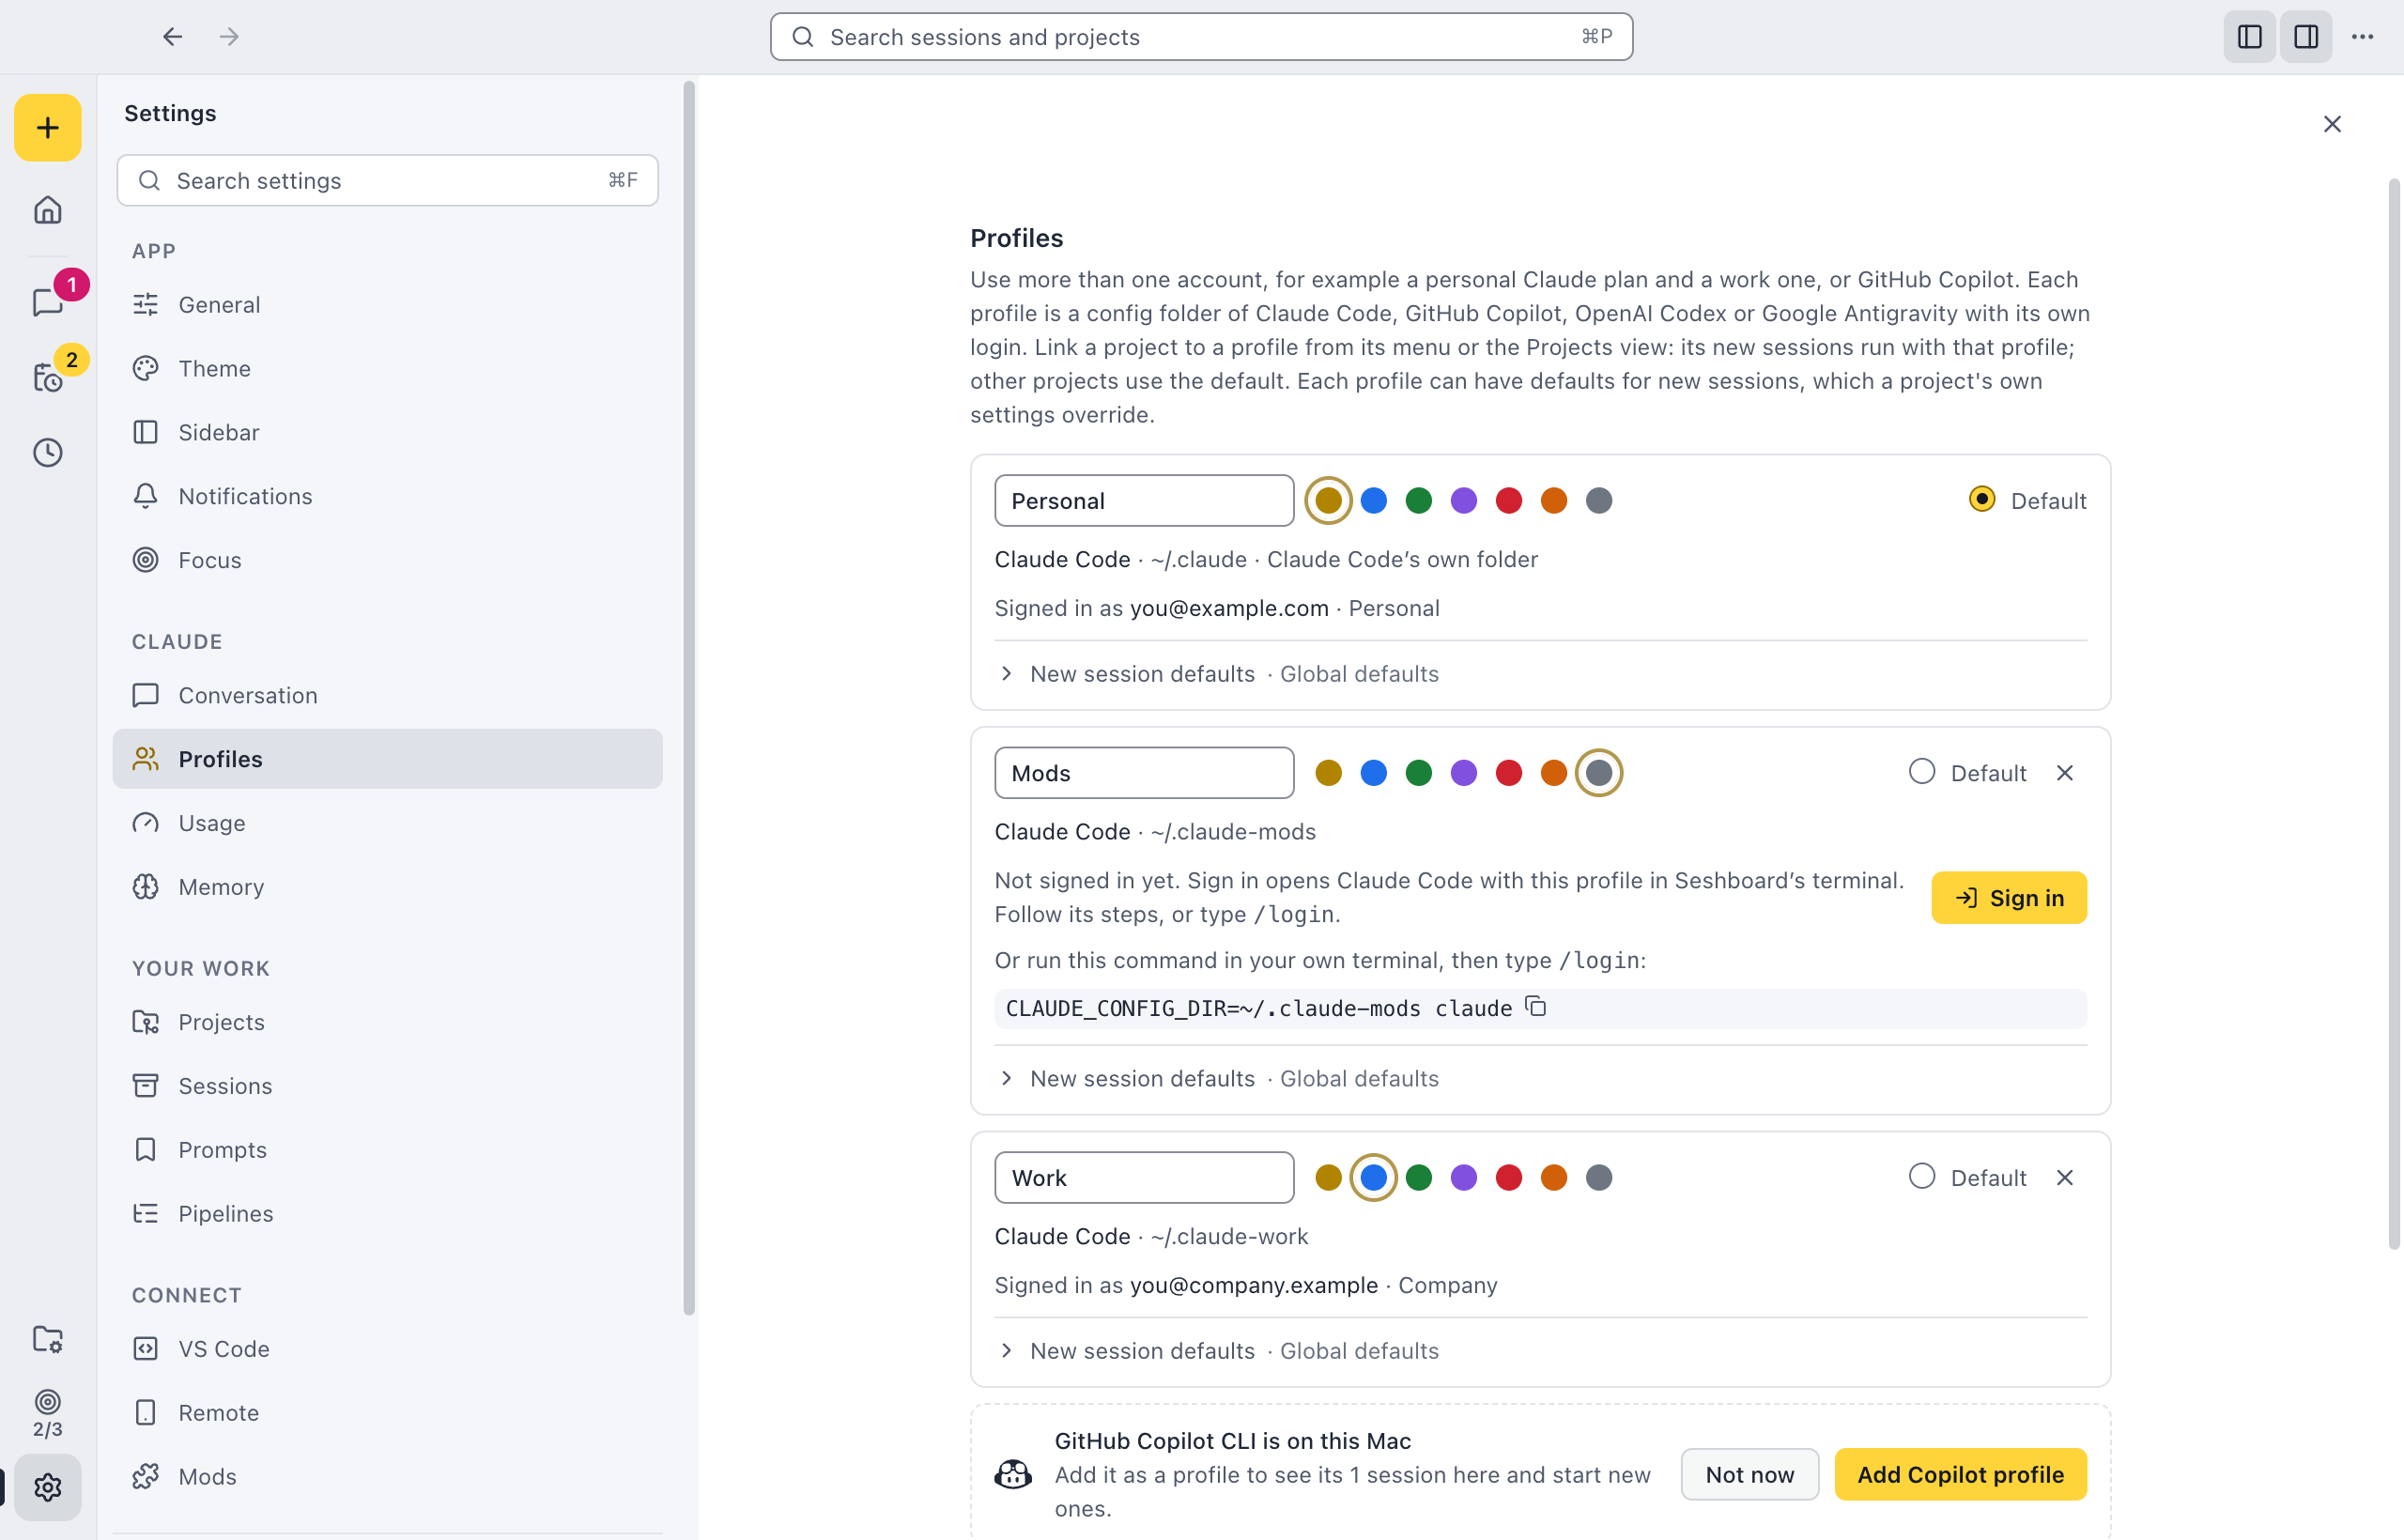 Search sessions and projects ⌘P
Settings
Search settings ⌘F
APP
General
Theme
Sidebar
Notifications
Focus
CLAUDE
Conversation
Profiles
Usage
Memory
YOUR WORK
Projects
Sessions
Prompts
Pipelines
CONNECT
VS Code
Remote
Mods
1
2
2/3
Profiles
Use more than one account, for example a personal Claude plan and a work one, or GitHub Copilot. Each
profile is a config folder of Claude Code, GitHub Copilot, OpenAI Codex or Google Antigravity with its own
login. Link a project to a profile from its menu or the Projects view: its new sessions run with that profile;
other projects use the default. Each profile can have defaults for new sessions, which a project's own
settings override.
Personal Default
Claude Code · ~/.claude · Claude Code’s own folder
Signed in as you@example.com · Personal
New session defaults · Global defaults
Mods Default
Claude Code · ~/.claude-mods
Not signed in yet. Sign in opens Claude Code with this profile in Seshboard’s terminal.
Follow its steps, or type /login.
Sign in
Or run this command in your own terminal, then type /login:
CLAUDE_CONFIG_DIR=~/.claude-mods claude
New session defaults · Global defaults
Work Default
Claude Code · ~/.claude-work
Signed in as you@company.example · Company
New session defaults · Global defaults
GitHub Copilot CLI is on this Mac
Add it as a profile to see its 1 session here and start new
ones.
Not now
Add Copilot profile